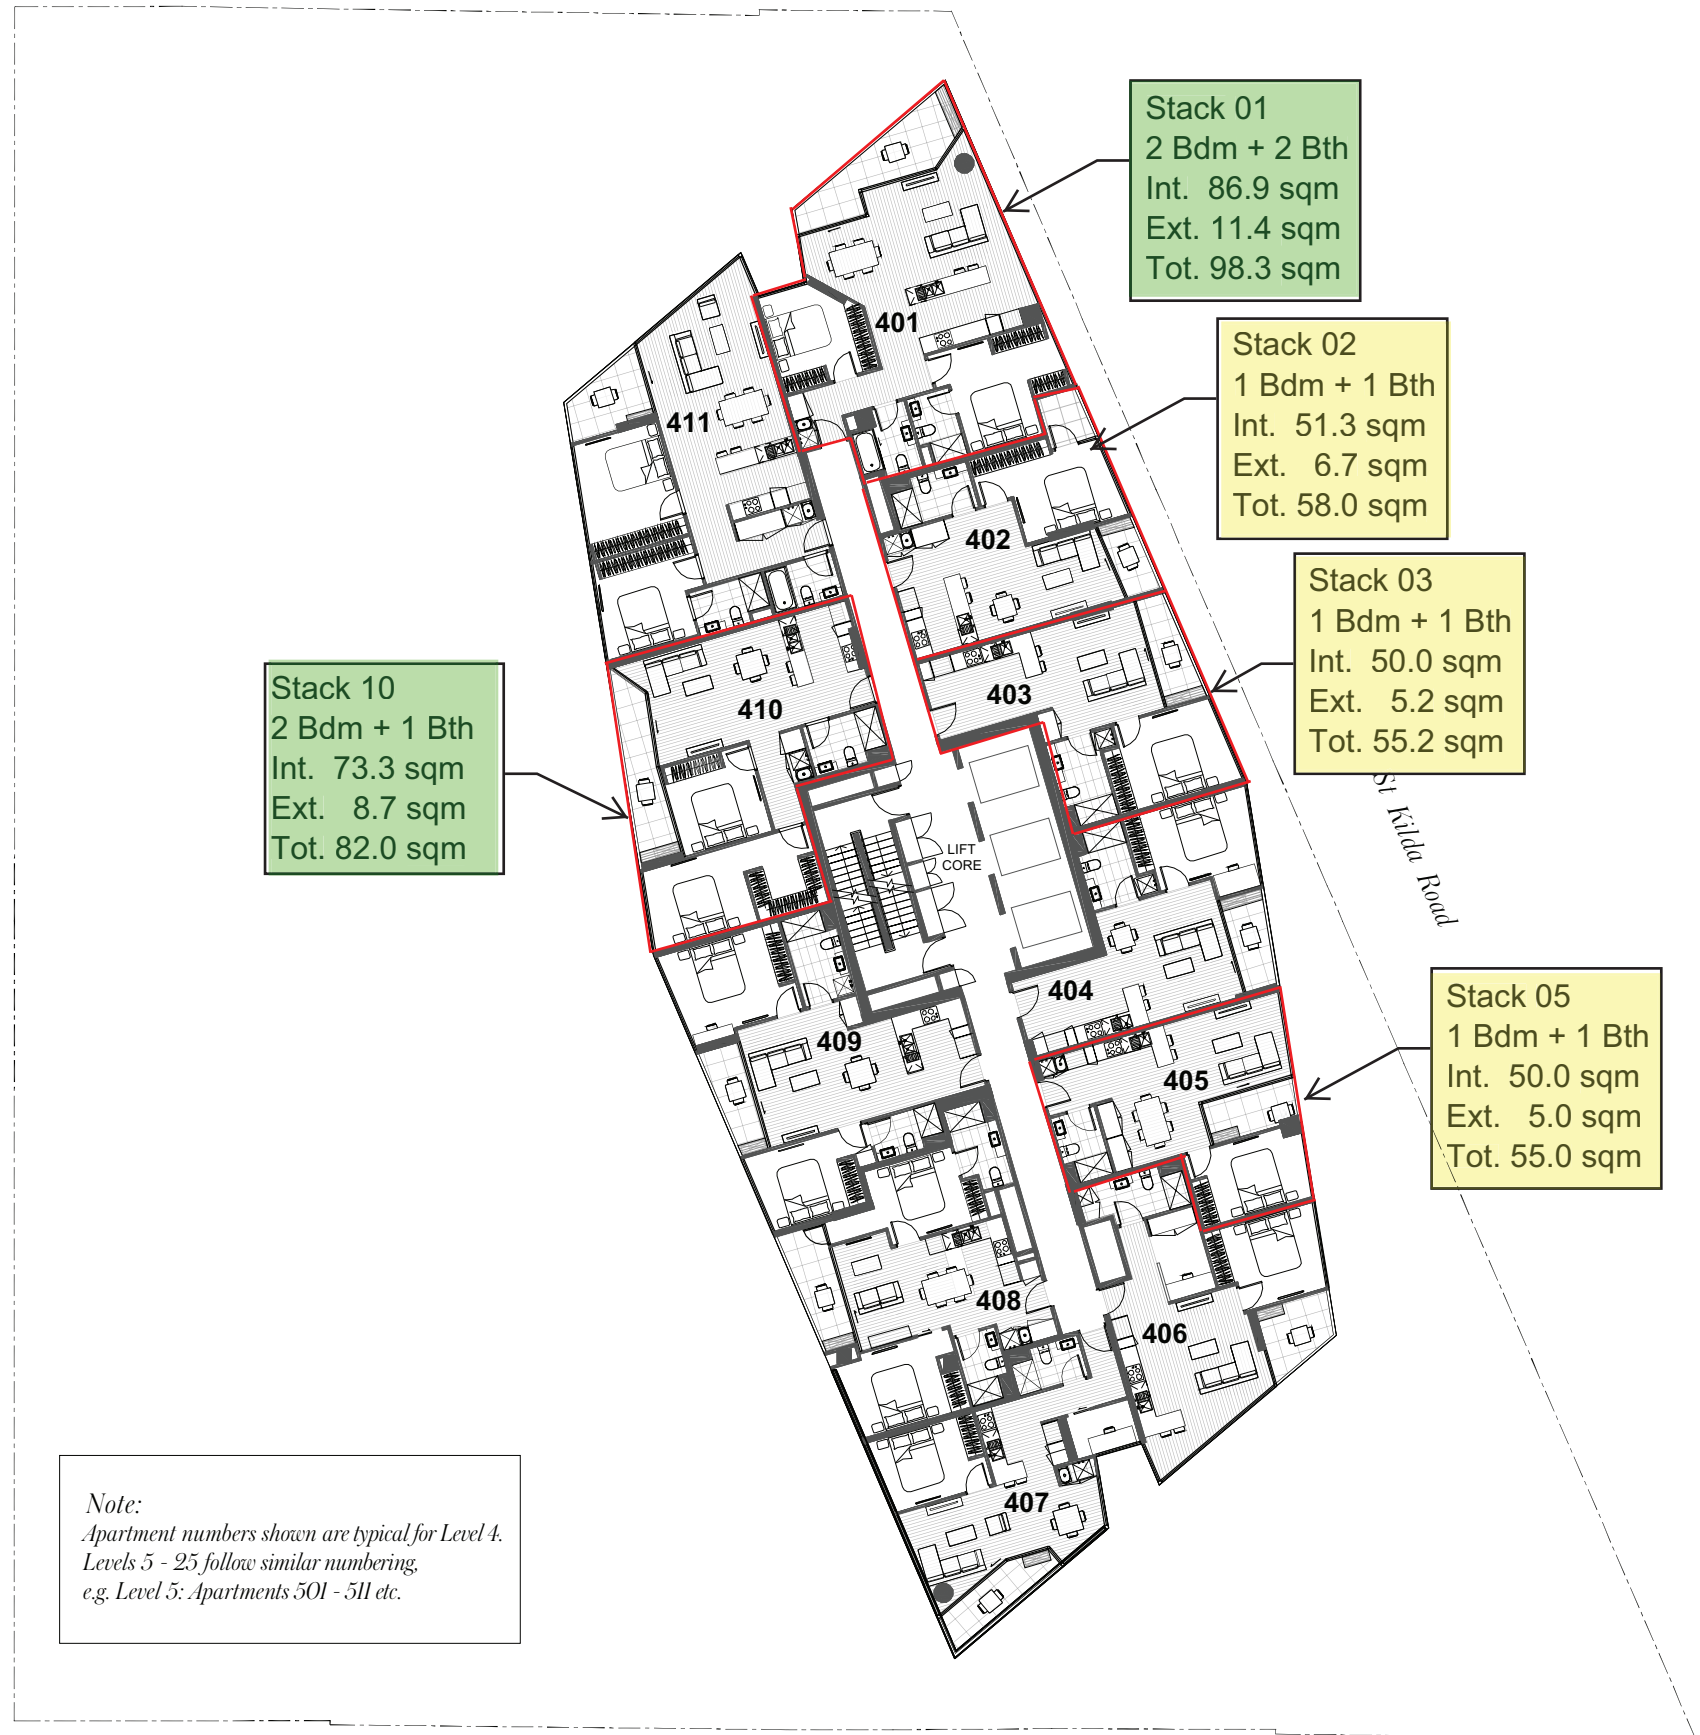 Stack 01
2 Bdm + 2 Bth
Int. 86.9 sqm
Ext. 11.4 sqm
Tot. 98.3 sqm
Stack 02
1 Bdm + 1 Bth
Int. 51.3 sqm
Ext. 6.7 sqm
Tot. 58.0 sqm
Stack 03
1 Bdm + 1 Bth
Int. 50.0 sqm
Ext. 5.2 sqm
Tot. 55.2 sqm
Stack 10
2 Bdm + 1 Bth
Int. 73.3 sqm
Ext. 8.7 sqm
Tot. 82.0 sqm
Stack 05
1 Bdm + 1 Bth
Int. 50.0 sqm
Ext. 5.0 sqm
Tot. 55.0 sqm
401
411
402
403
410
LIFT
CORE
St Kilda Road
404
409
405
408
406
407
Note:
Apartment numbers shown are typical for Level 4.
Levels 5 - 25 follow similar numbering,
e.g. Level 5: Apartments 501 - 511 etc.